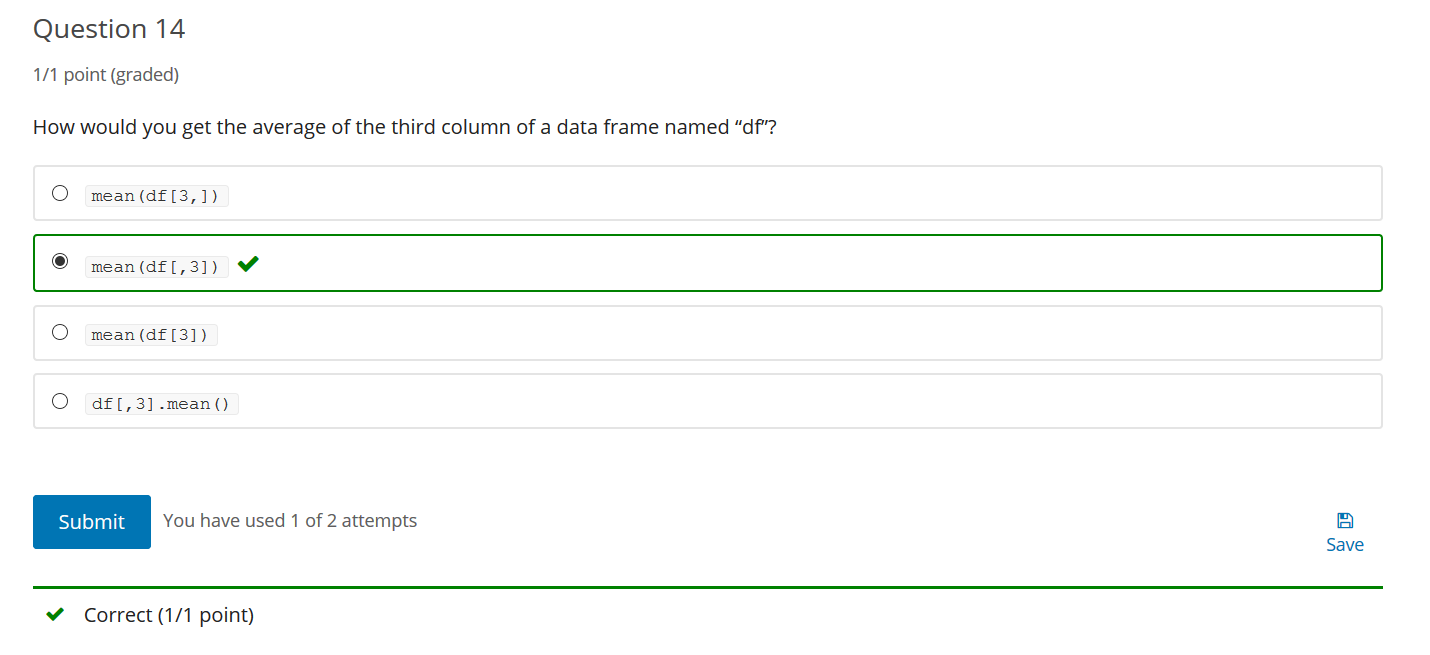 Question 14
1/1 point (graded)
How would you get the average of the third column of a data frame named “df”?
mean(df[3,])
mean(df[,3])
mean(df[3])
df[,3].mean()
Submit
You have used 1 of 2 attempts
Save
Correct (1/1 point)